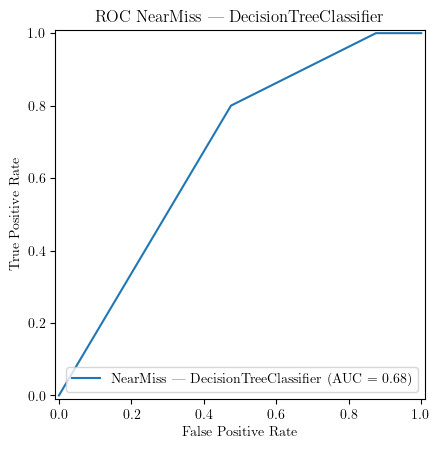 ROC NearMiss — DecisionTreeClassifier
1.0
0.8
0.6
0.4
0.2
0.0
True Positive Rate
NearMiss — DecisionTreeClassifier (AUC = 0.68)
0.0 0.2 0.4 0.6 0.8 1.0
False Positive Rate